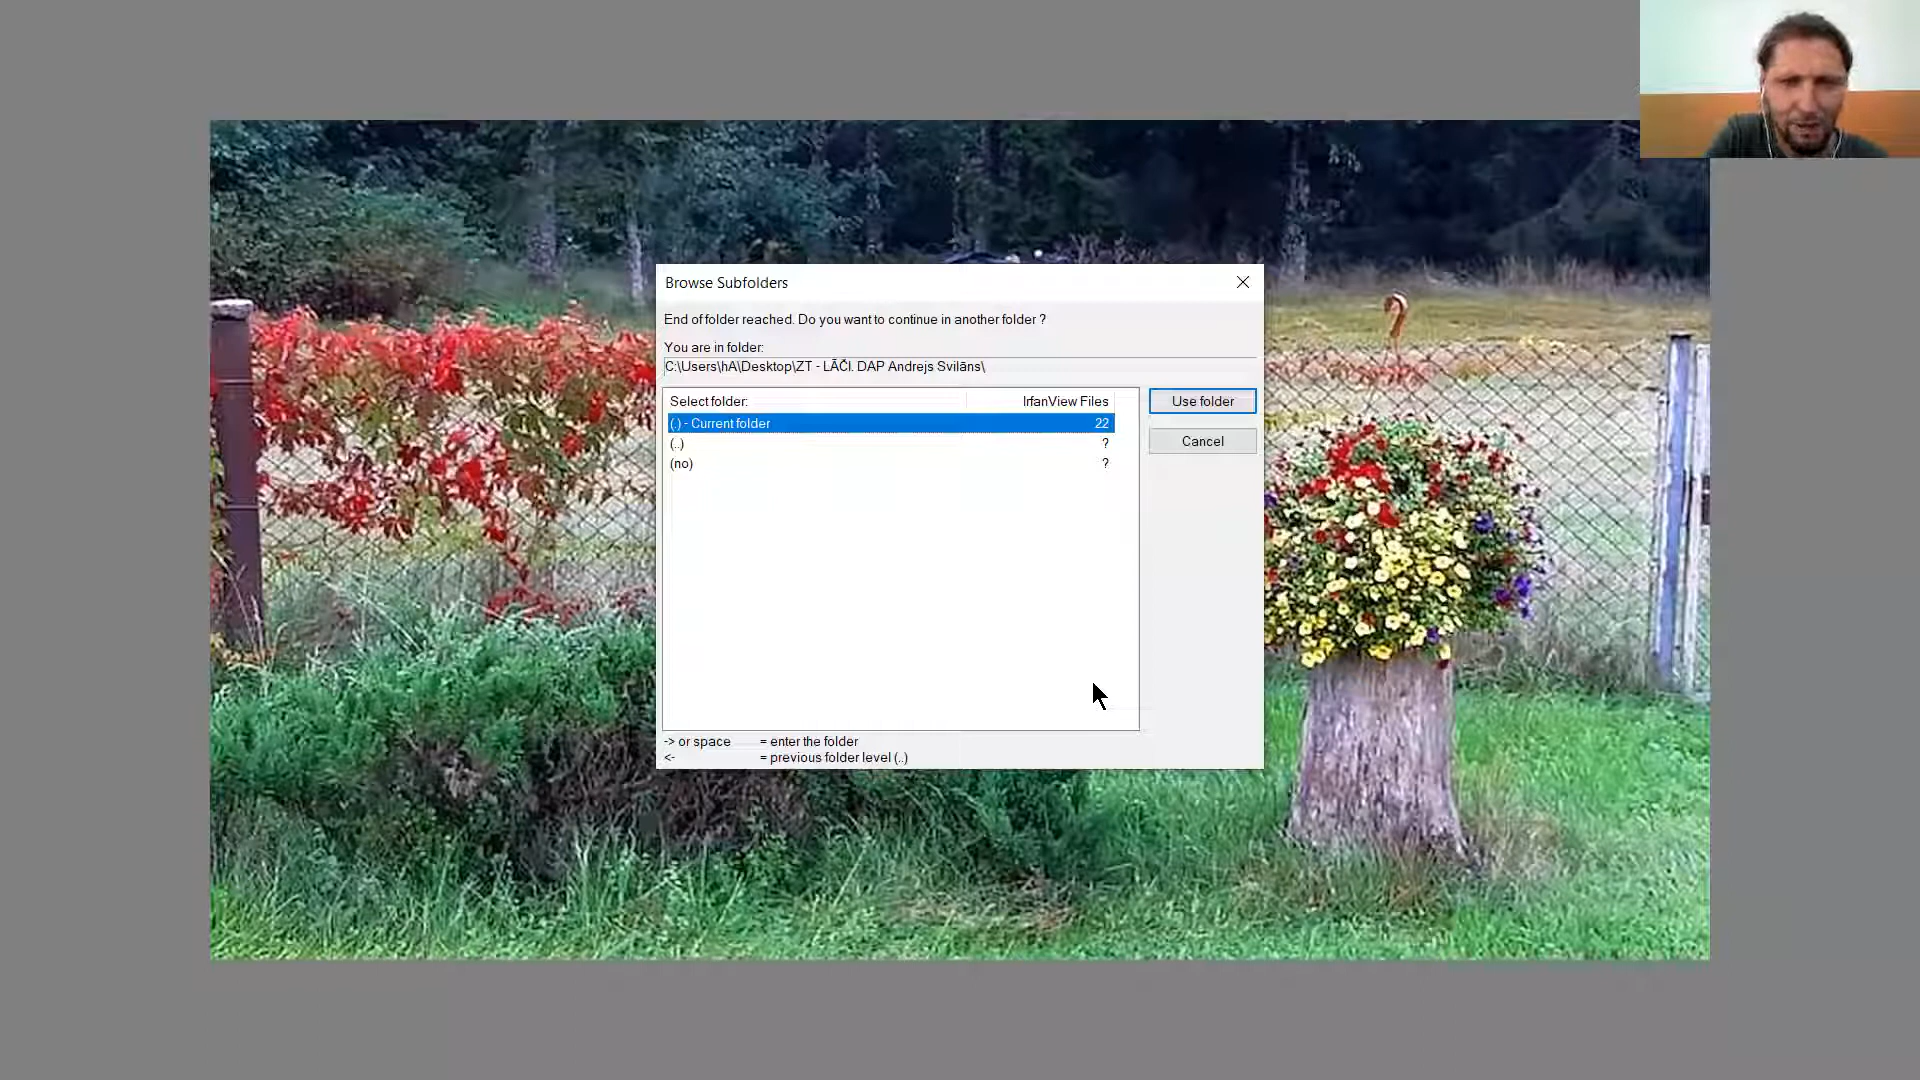 Browse Subfolders
End of folder reached. Do you want to continue in another folder ?
You are in folder:
C:\Users\hA\Desktop\ZT - LĀČI. DAP Andrejs Svilāns\
Select folder: IrfanView Files
(.) - Current folder 22
(..) ?
(no) ?
Use folder
Cancel
-> or space = enter the folder
<- = previous folder level (..)